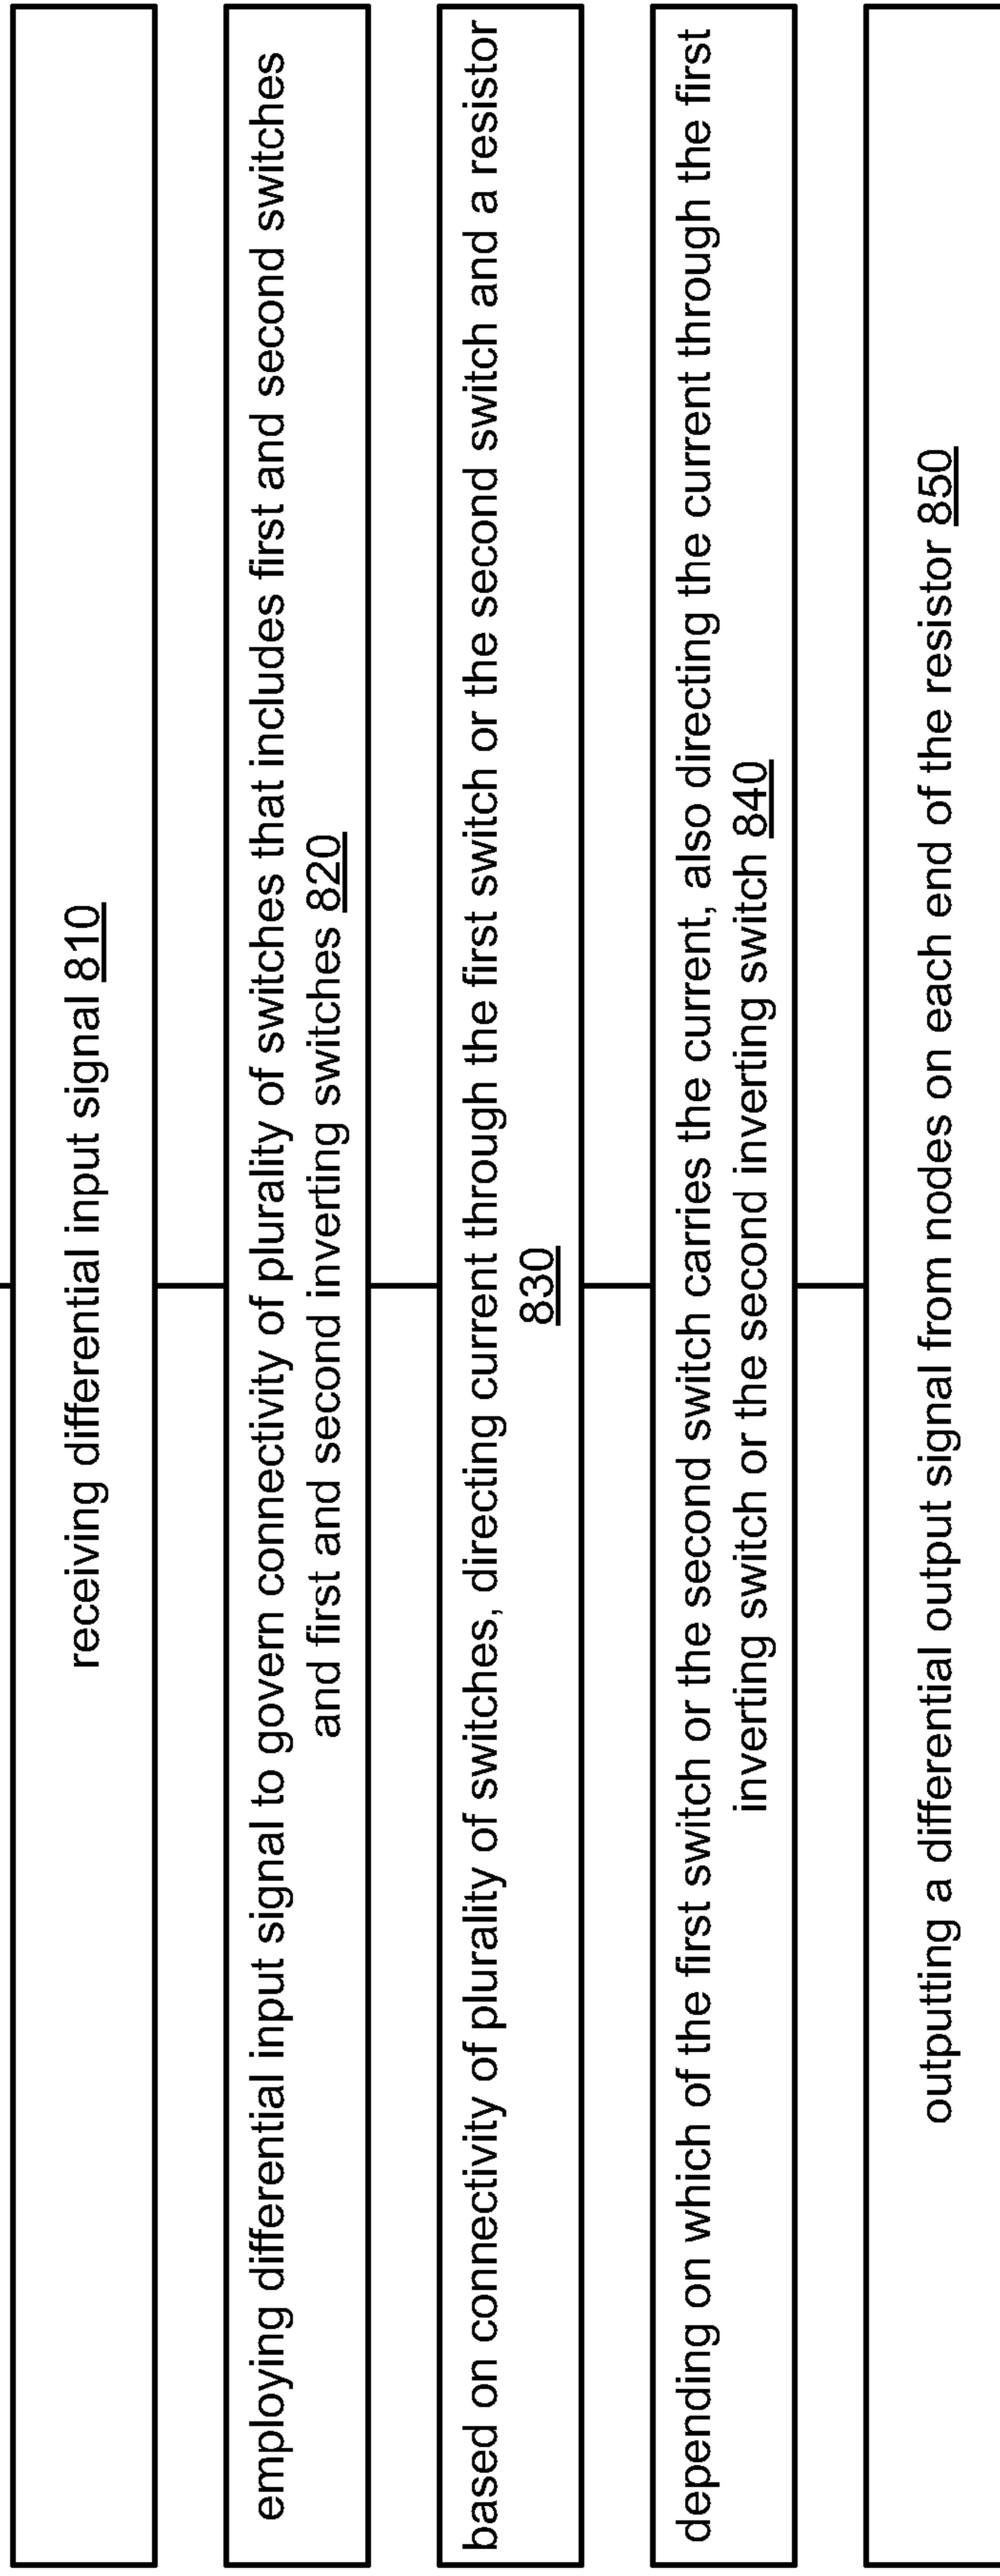 receiving differential input signal 810
employing differential input signal to govern connectivity of plurality of switches that includes first and second switches
and first and second inverting switches 820
based on connectivity of plurality of switches, directing current through the first switch or the second switch and a resistor
830
depending on which of the first switch or the second switch carries the current, also directing the current through the first
inverting switch or the second inverting switch 840
outputting a differential output signal from nodes on each end of the resistor 850